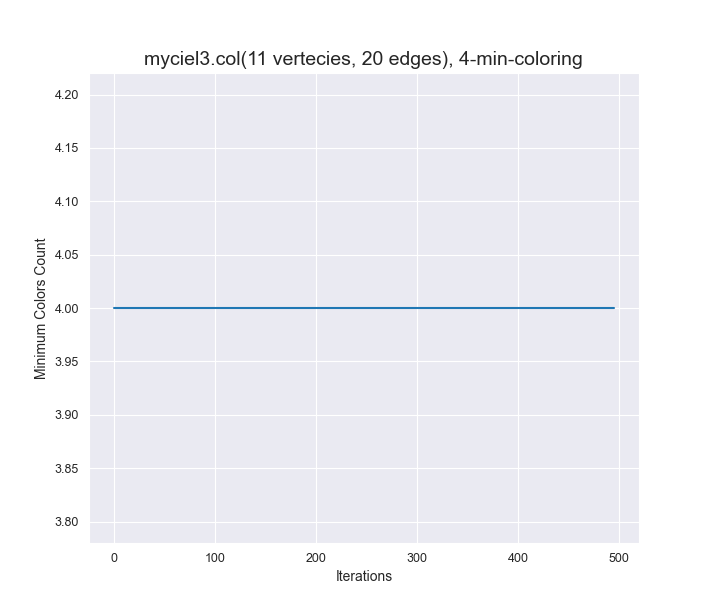 myciel3.col(11 vertecies, 20 edges), 4-min-coloring
4.20
4.15
4.10
4.05
4.00
3.95
3.90
3.85
3.80
Minimum Colors Count
0 100 200 300 400 500
Iterations